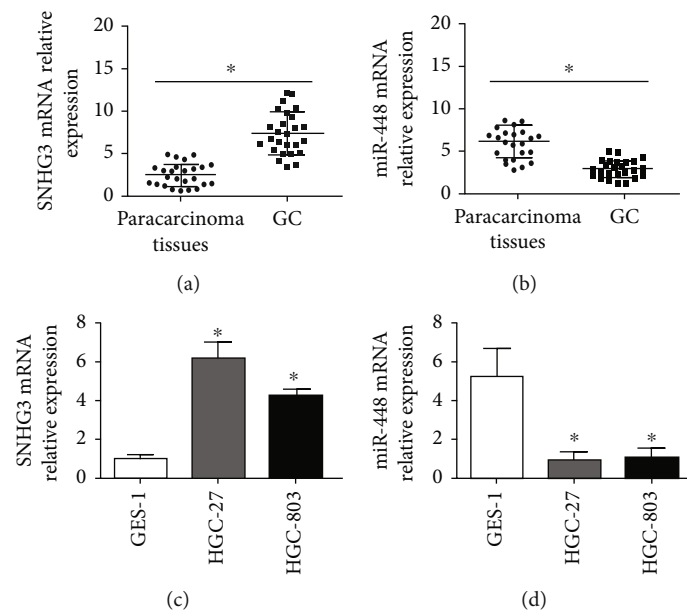 SNHG3 mRNA relative
expression
20
15
10
5
0
*
Paracarcinoma
tissues
GC
(a)
miR-448 mRNA
relative expression
20
15
10
5
0
*
Paracarcinoma
tissues
GC
(b)
SNHG3 mRNA
relative expression
8
6
4
2
0
*
*
GES-1
HGC-27
HGC-803
(c)
miR-448 mRNA
relative expression
8
6
4
2
0
*
*
GES-1
HGC-27
HGC-803
(d)